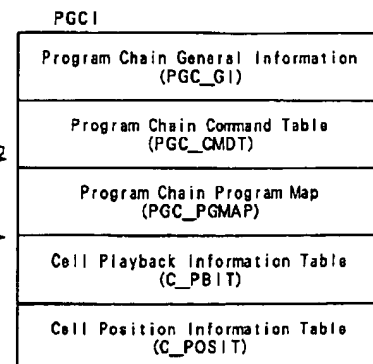 PGCI
Program Chain General Information
(PGC_GI)
Program Chain Command Table
(PGC_CMDT)
Program Chain Program Map
(PGC_PGMAP)
Cell Playback Information Table
(C_PBIT)
Cell Position Information Table
(C_POSIT)